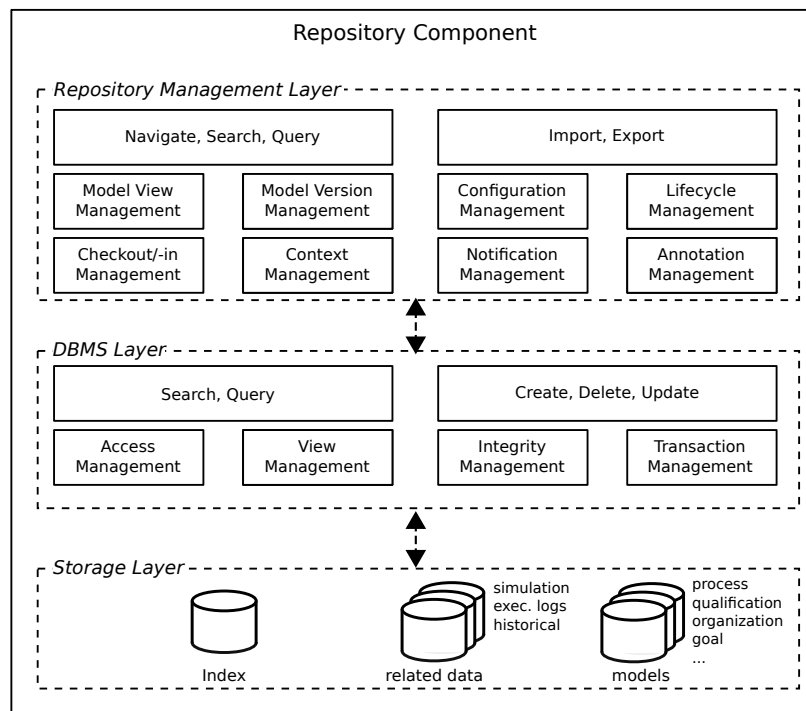 Repository Component
Repository Management Layer
Navigate, Search, Query
Import, Export
Model View
Management
Model Version
Management
Configuration
Management
Lifecycle
Management
Checkout/-in
Management
Context
Management
Notification
Management
Annotation
Management
DBMS Layer
Search, Query
Create, Delete, Update
Access
Management
View
Management
Integrity
Management
Transaction
Management
Storage Layer
Index
simulation
exec. logs
historical
related data
process
qualification
organization
goal
...
models